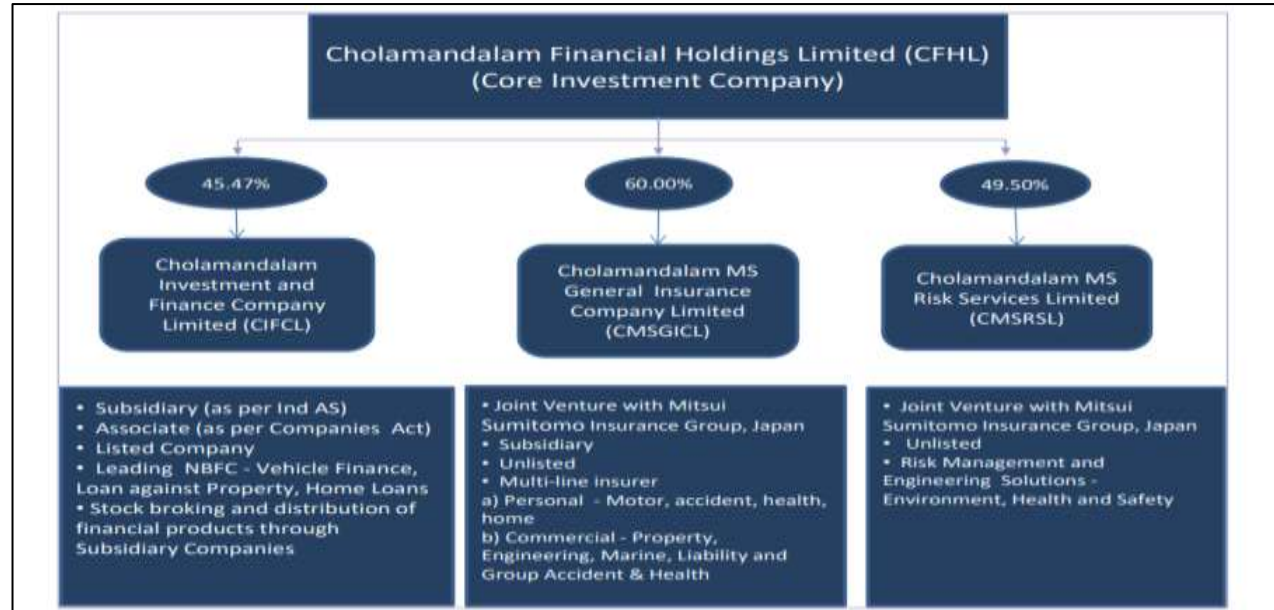 Cholamandalam Financial Holdings Limited (CFHL)
(Core Investment Company)
45.47%
60.00%
49.50%
Cholamandalam
Investment and
Finance Company
Limited (CIFCL)
Cholamandalam MS
General Insurance
Company Limited
(CMSGICL)
Cholamandalam MS
Risk Services Limited
(CMSRSL)
• Subsidiary (as per Ind AS)
• Associate (as per Companies Act)
• Listed Company
• Leading NBFC - Vehicle Finance,
Loan against Property, Home Loans
• Stock broking and distribution of
financial products through
Subsidiary Companies
• Joint Venture with Mitsui
Sumitomo Insurance Group, Japan
• Subsidiary
• Unlisted
• Multi-line insurer
a) Personal - Motor, accident, health,
home
b) Commercial - Property,
Engineering, Marine, Liability and
Group Accident & Health
• Joint Venture with Mitsui
Sumitomo Insurance Group, Japan
• Unlisted
• Risk Management and
Engineering Solutions -
Environment, Health and Safety